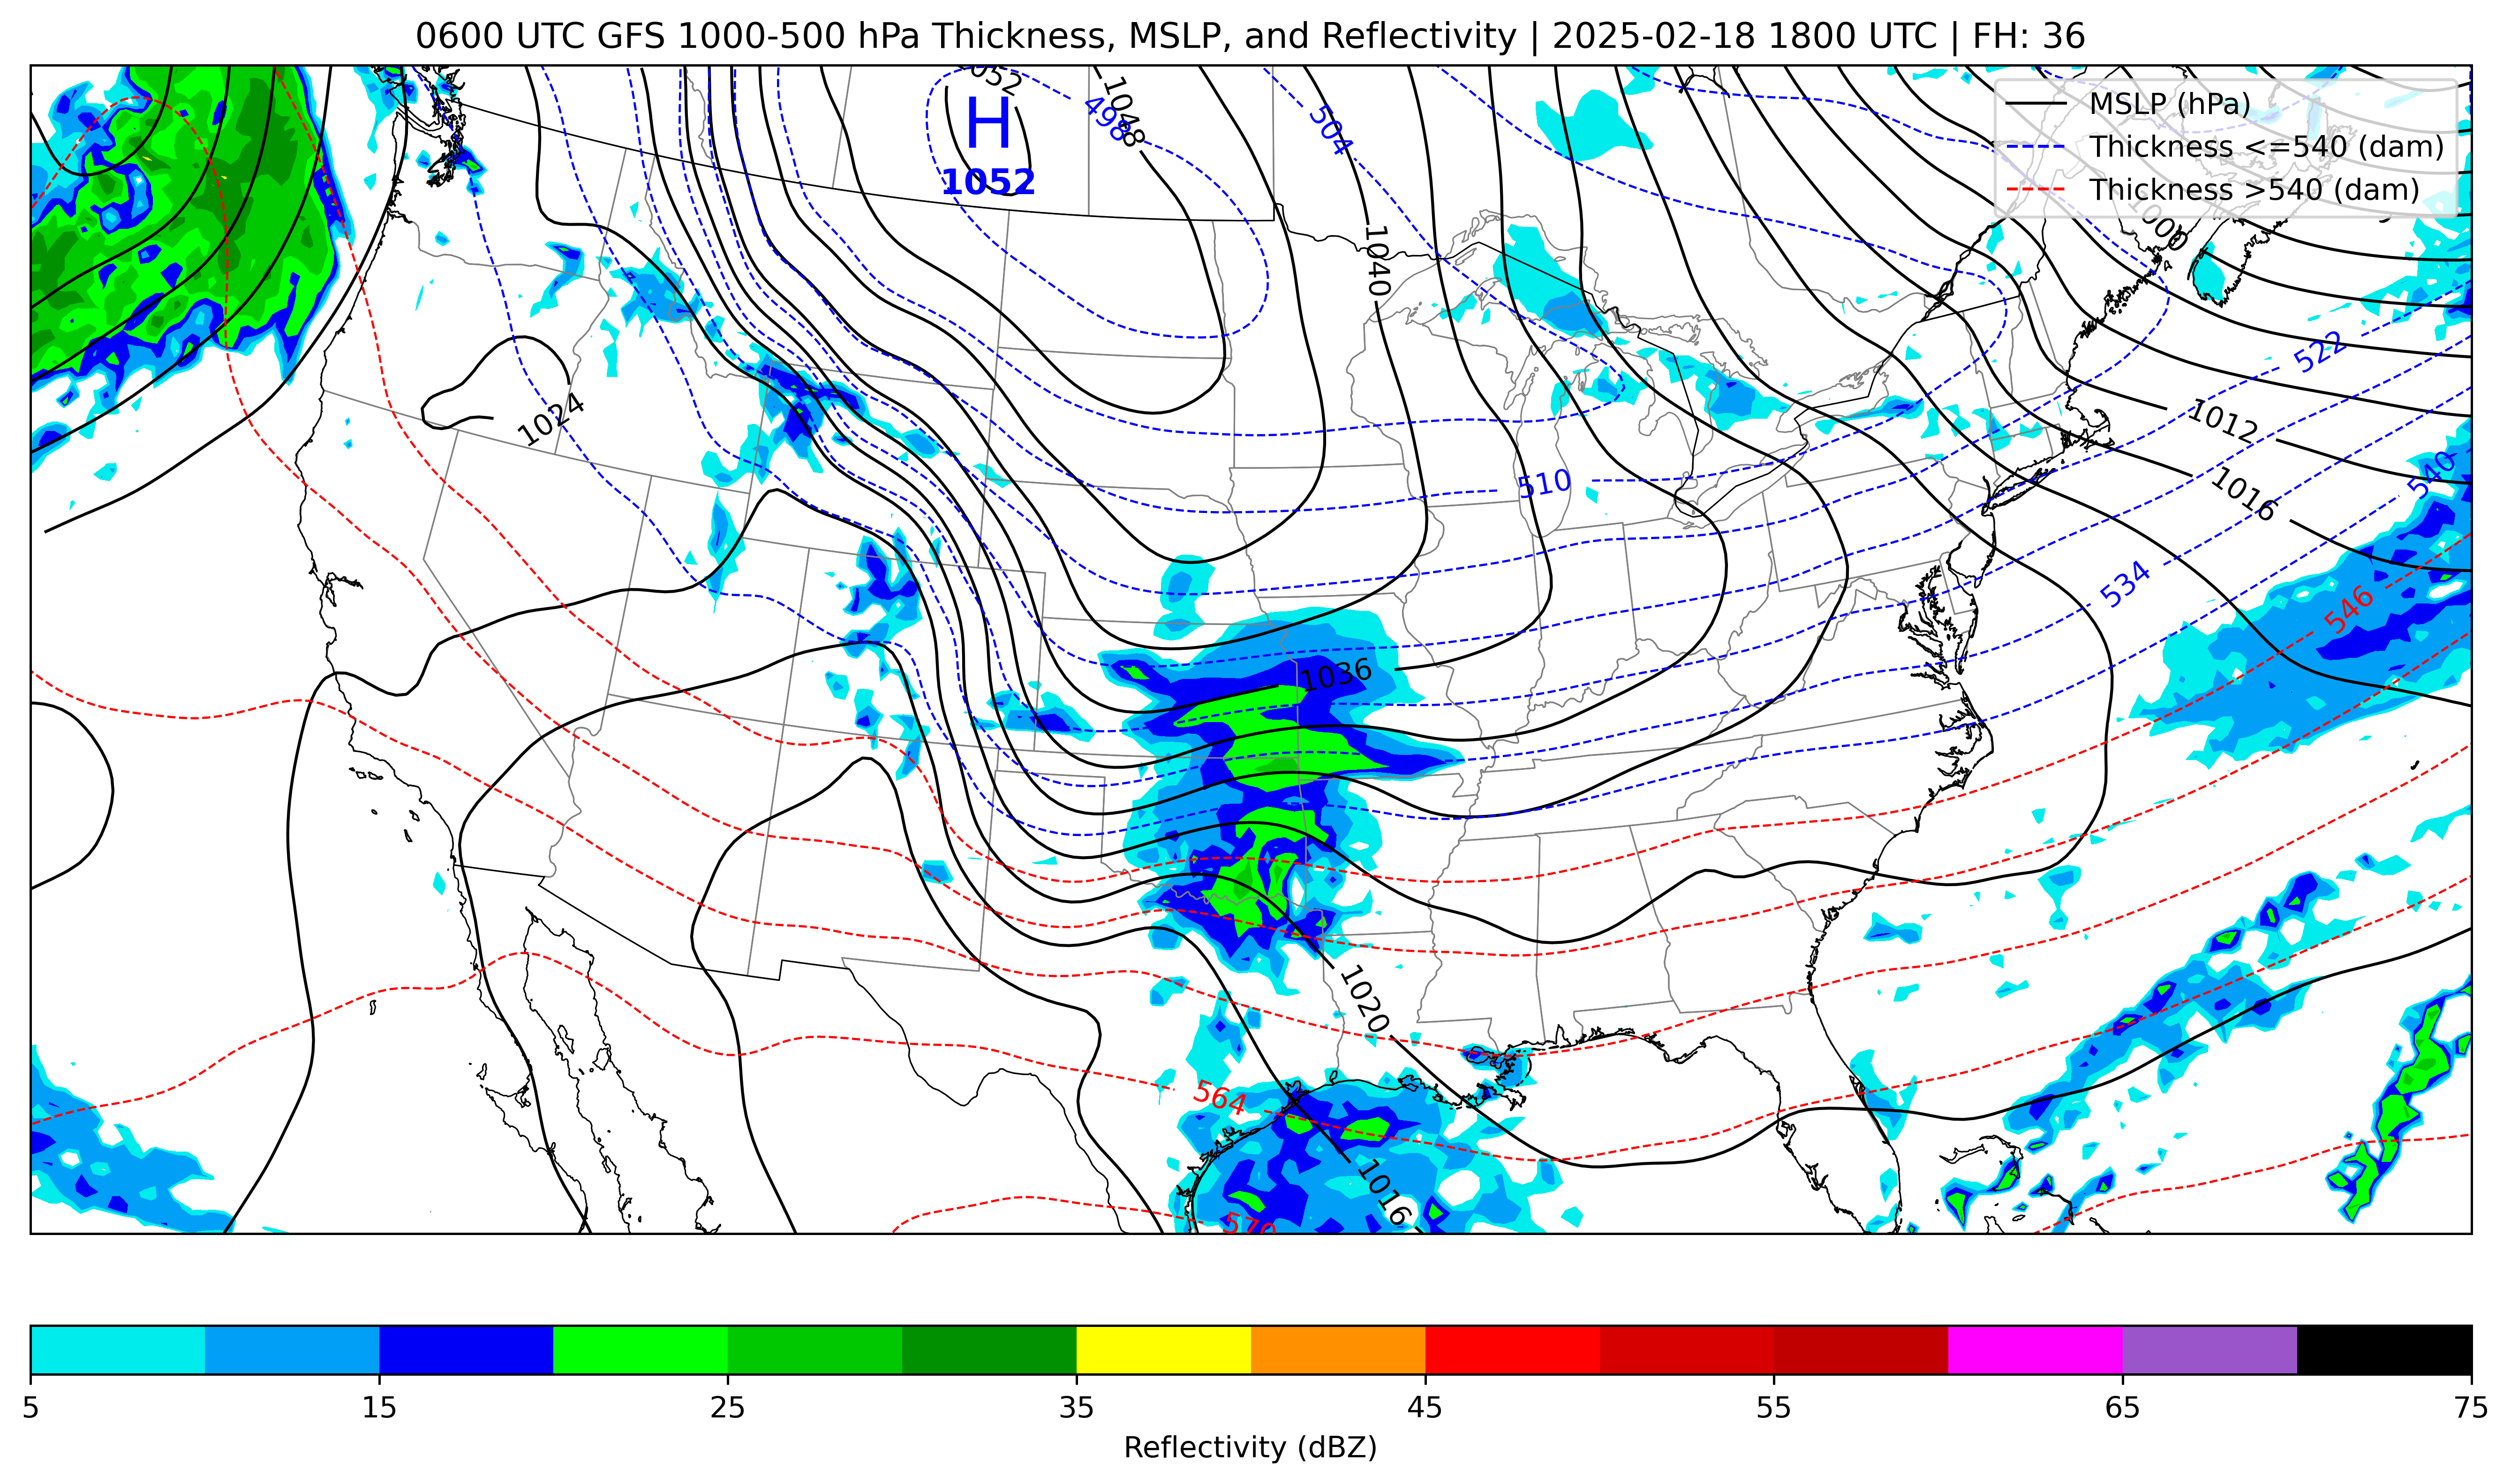 0600 UTC GFS 1000-500 hPa Thickness, MSLP, and Reflectivity | 2025-02-18 1800 UTC | FH: 36
MSLP (hPa)
Thickness <=540 (dam)
Thickness >540 (dam)
1052
H
1052
1048
498
504
1040
1000
522
1024
1012
510
540
1016
534
546
1036
1020
564
1016
570
5 15 25 35 45 55 65 75
Reflectivity (dBZ)